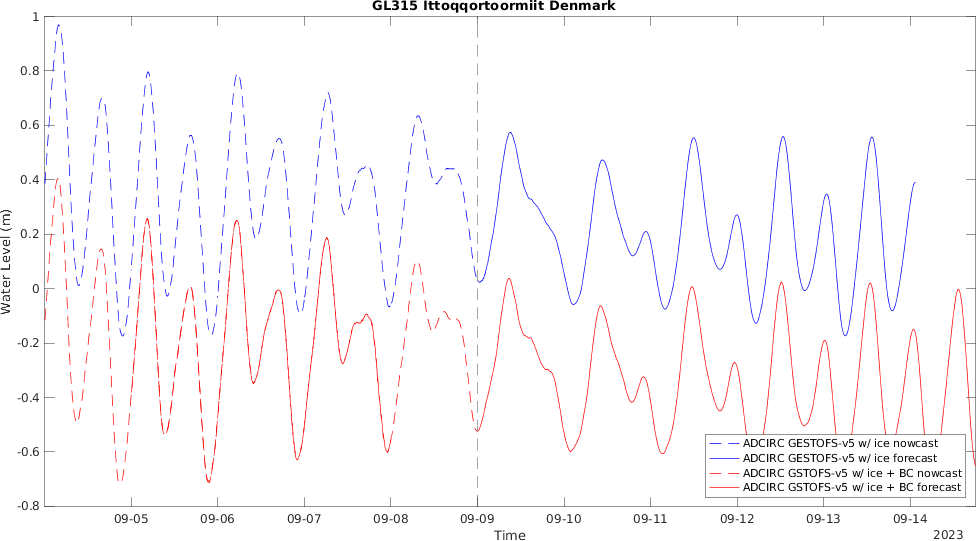 GL315 Ittoqqortoormiit Denmark
1
0.8
0.6
0.4
0.2
0
-0.2
-0.4
-0.6
-0.8
Water Level (m)
ADCIRC GESTOFS-v5 w/ ice nowcast
ADCIRC GESTOFS-v5 w/ ice forecast
ADCIRC GSTOFS-v5 w/ ice + BC nowcast
ADCIRC GSTOFS-v5 w/ ice + BC forecast
09-05 09-06 09-07 09-08 09-09 09-10 09-11 09-12 09-13 09-14
Time
2023